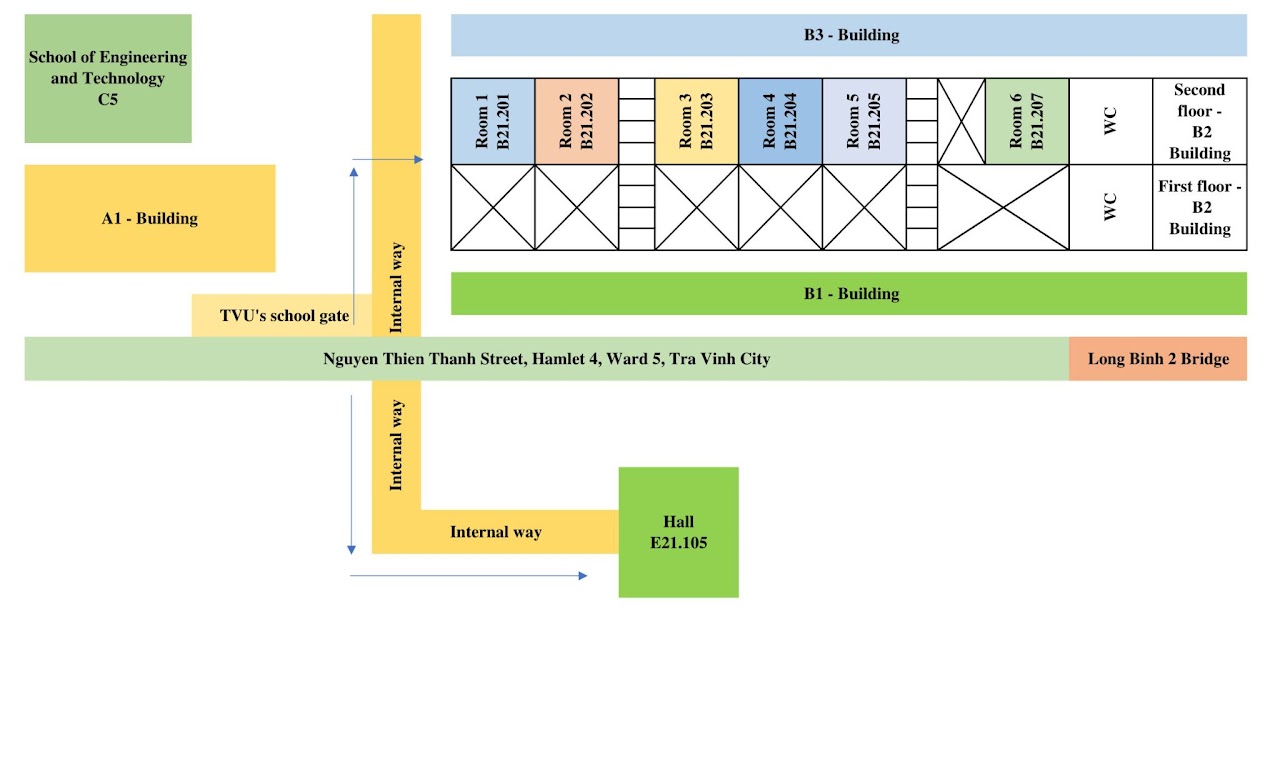 School of Engineering
and Technology
C5
B3 - Building
Room 1
B21.201
Room 2
B21.202
Room 3
B21.203
Room 4
B21.204
Room 5
B21.205
Room 6
B21.207
WC
Second
floor -
B2
Building
A1 - Building
WC
First floor -
B2
Building
Internal way
B1 - Building
TVU's school gate
Nguyen Thien Thanh Street, Hamlet 4, Ward 5, Tra Vinh City
Long Binh 2 Bridge
Internal way
Internal way
Hall
E21.105